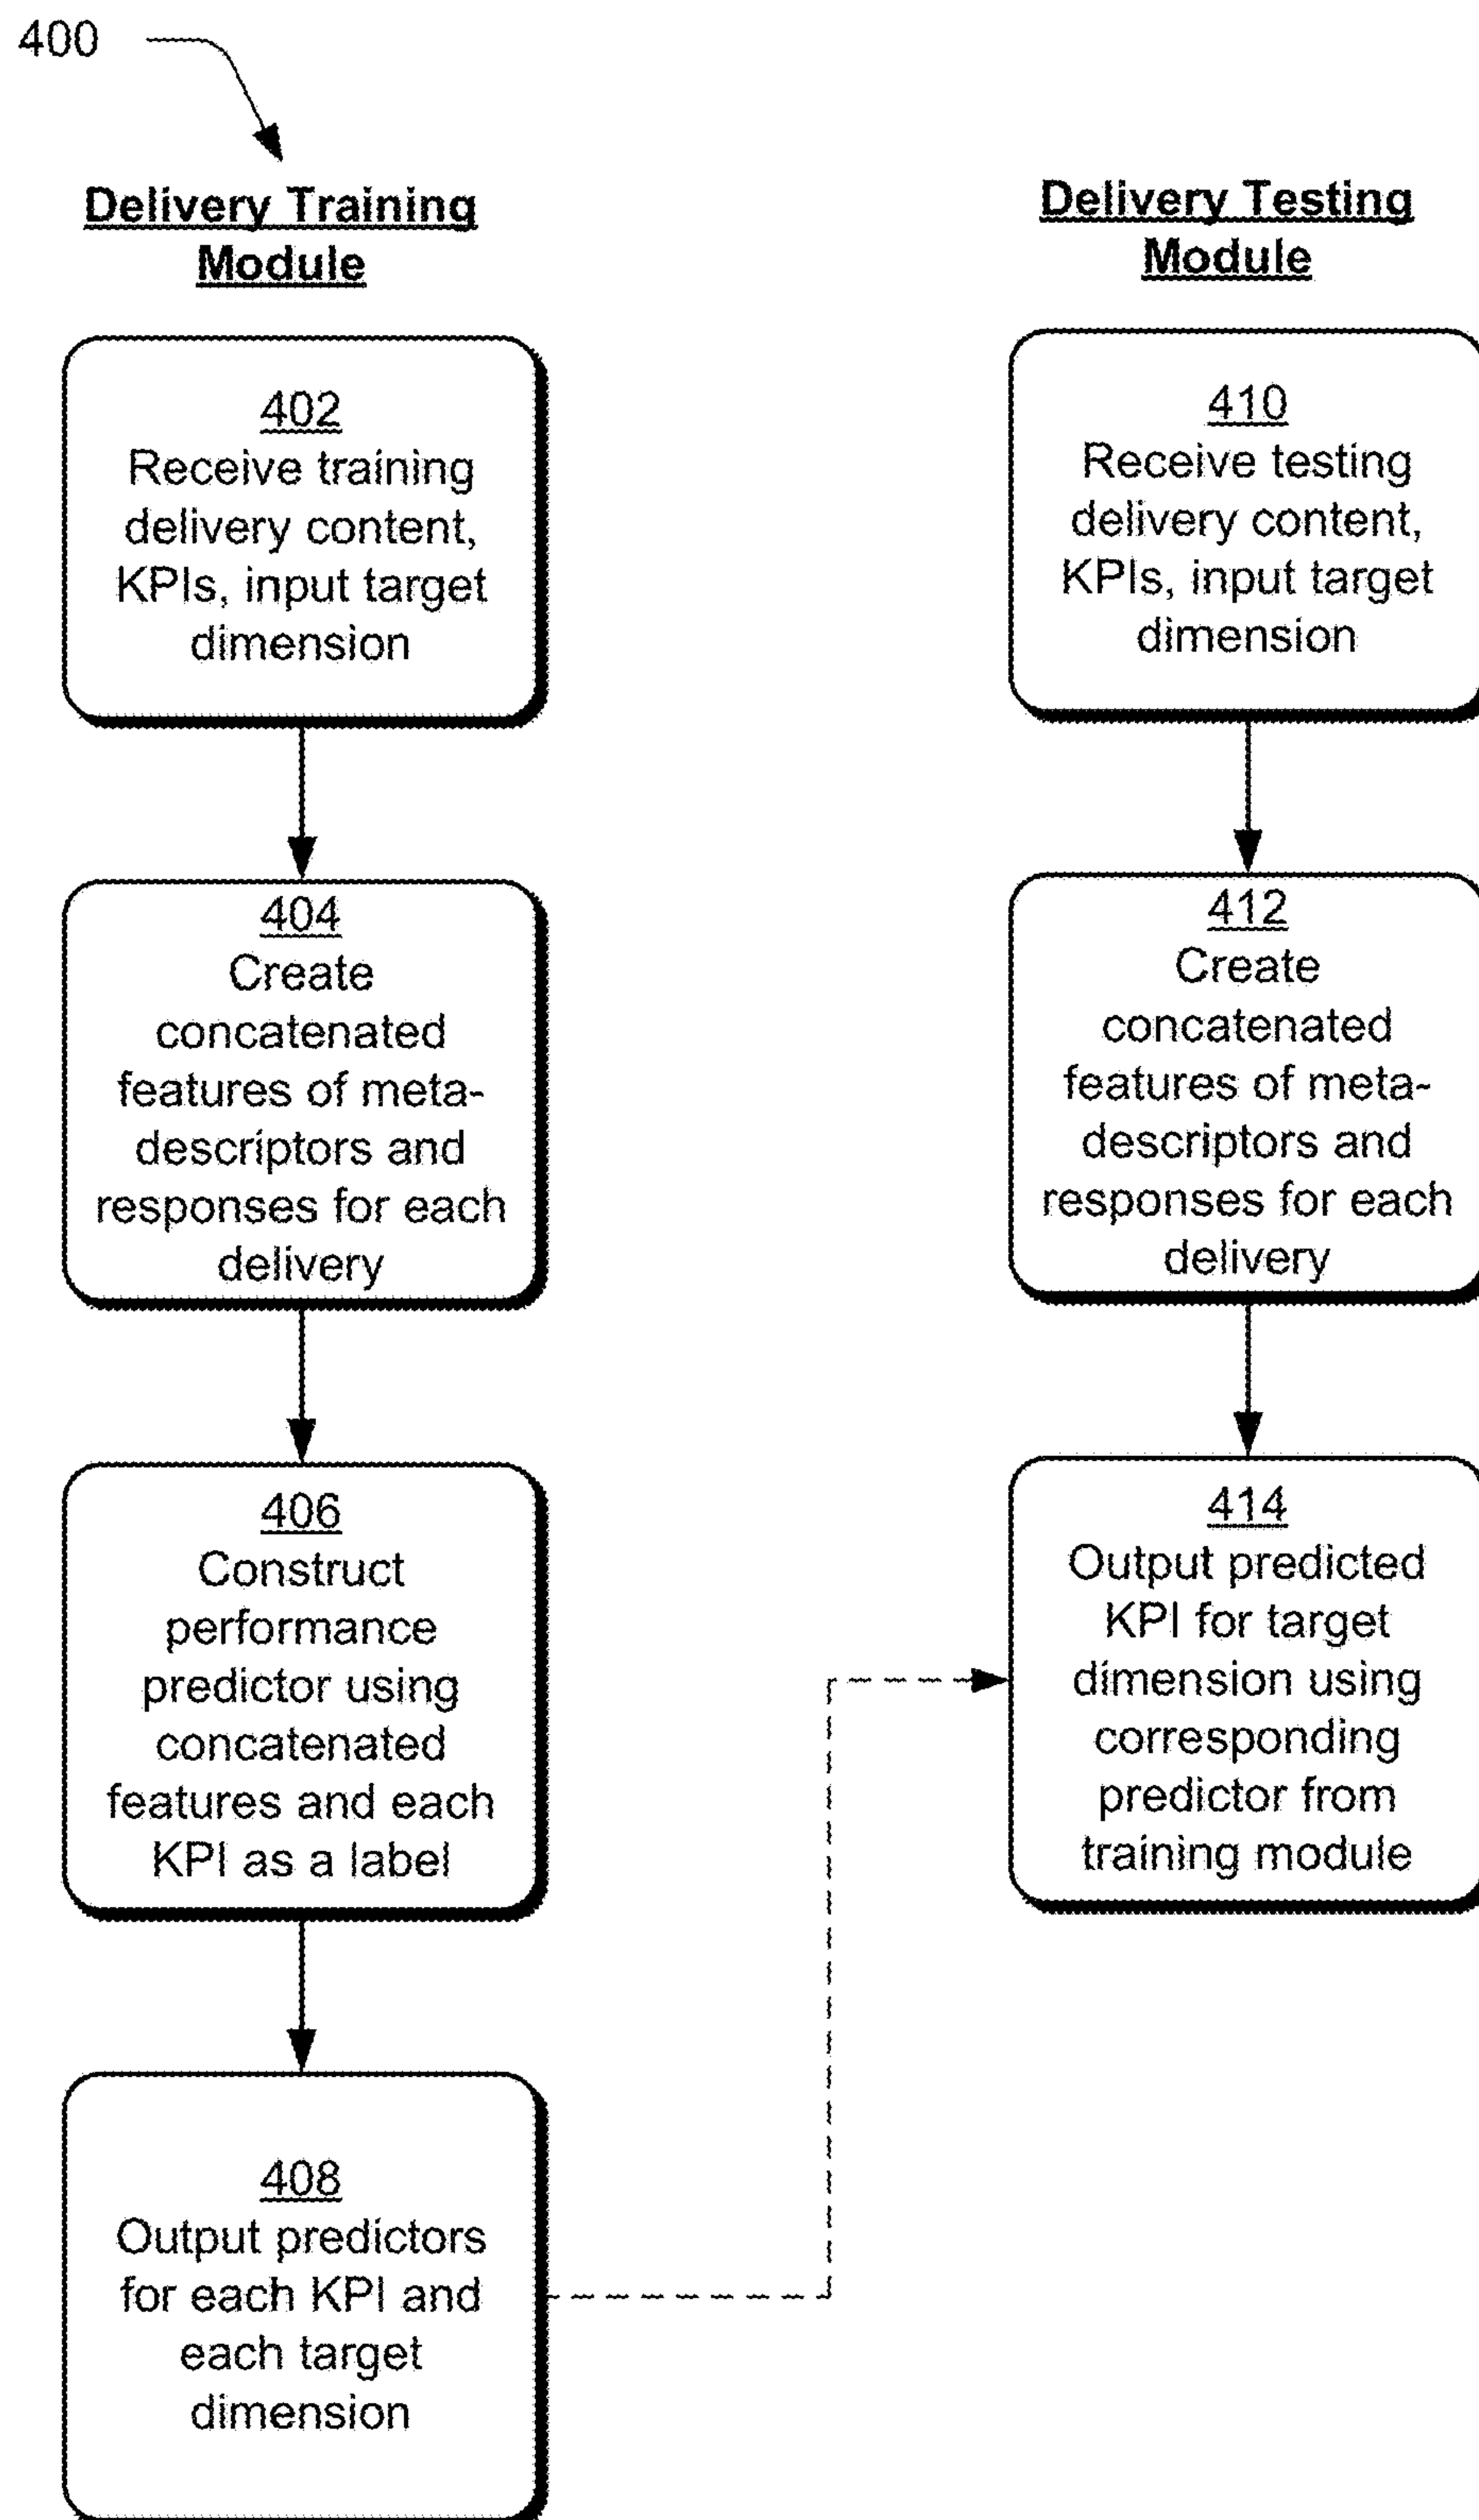 400
Delivery Training
Module
402
Receive training
delivery content,
KPIs, input target
dimension
404
Create
concatenated
features of meta-
descriptors and
responses for each
delivery
406
Construct
performance
predictor using
concatenated
features and each
KPI as a label
408
Output predictors
for each KPI and
each target
dimension
Delivery Testing
Module
410
Receive testing
delivery content,
KPIs, input target
dimension
412
Create
concatenated
features of meta-
descriptors and
responses for each
delivery
414
Output predicted
KPI for target
dimension using
corresponding
predictor from
training module